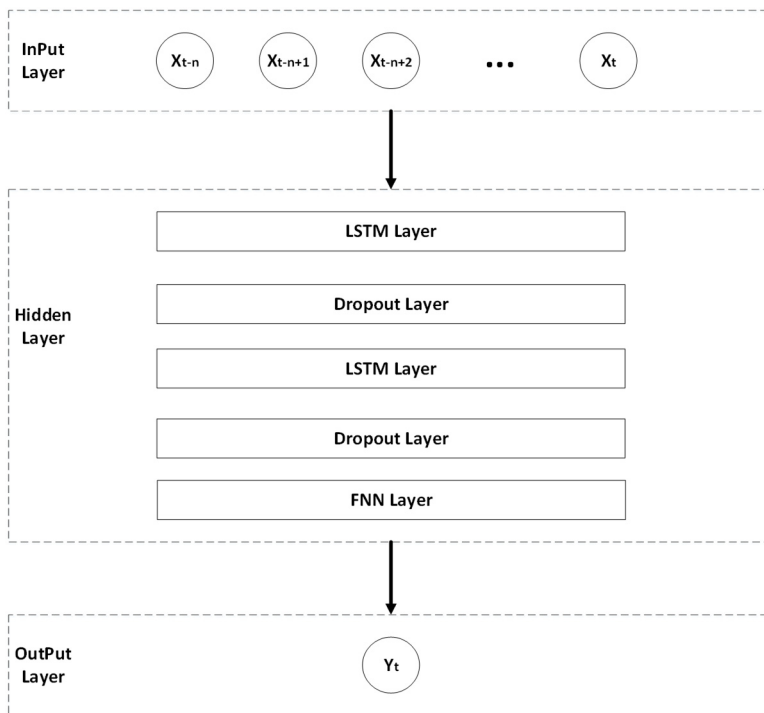 InPut
Layer
Xt-n Xt-n+1 Xt-n+2 ... Xt
Hidden
Layer
LSTM Layer
Dropout Layer
LSTM Layer
Dropout Layer
FNN Layer
OutPut
Layer
Yt